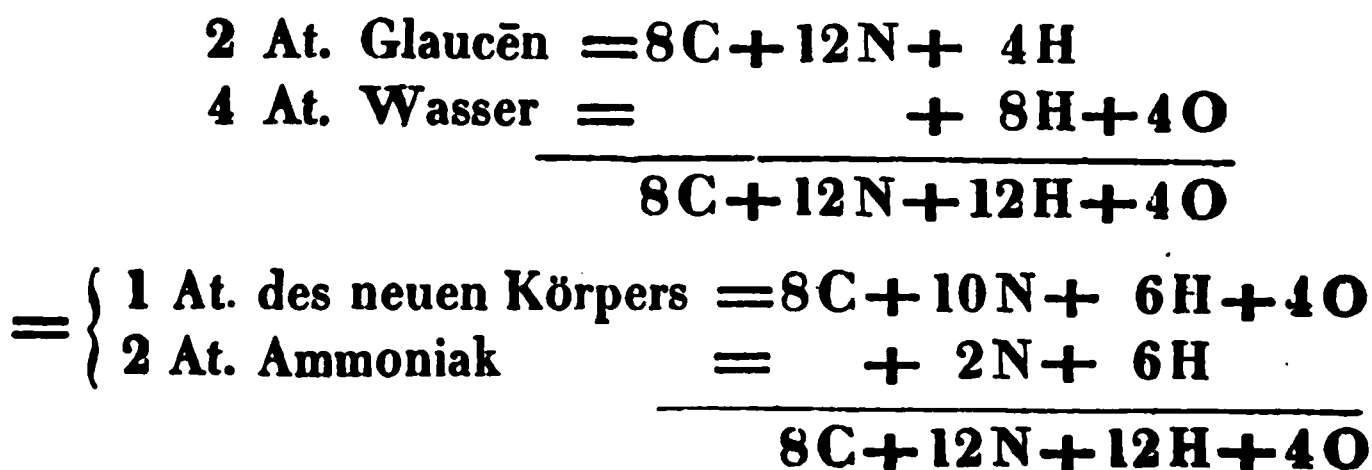 2 At. Glaucēn =8C+12N+ 4H
4 At. Wasser = + 8H+4O
8C+12N+12H+4O
={ 1 At. des neuen Körpers =8C+10N+ 6H+4O
2 At. Ammoniak = + 2N+ 6H
8C+12N+12H+4O